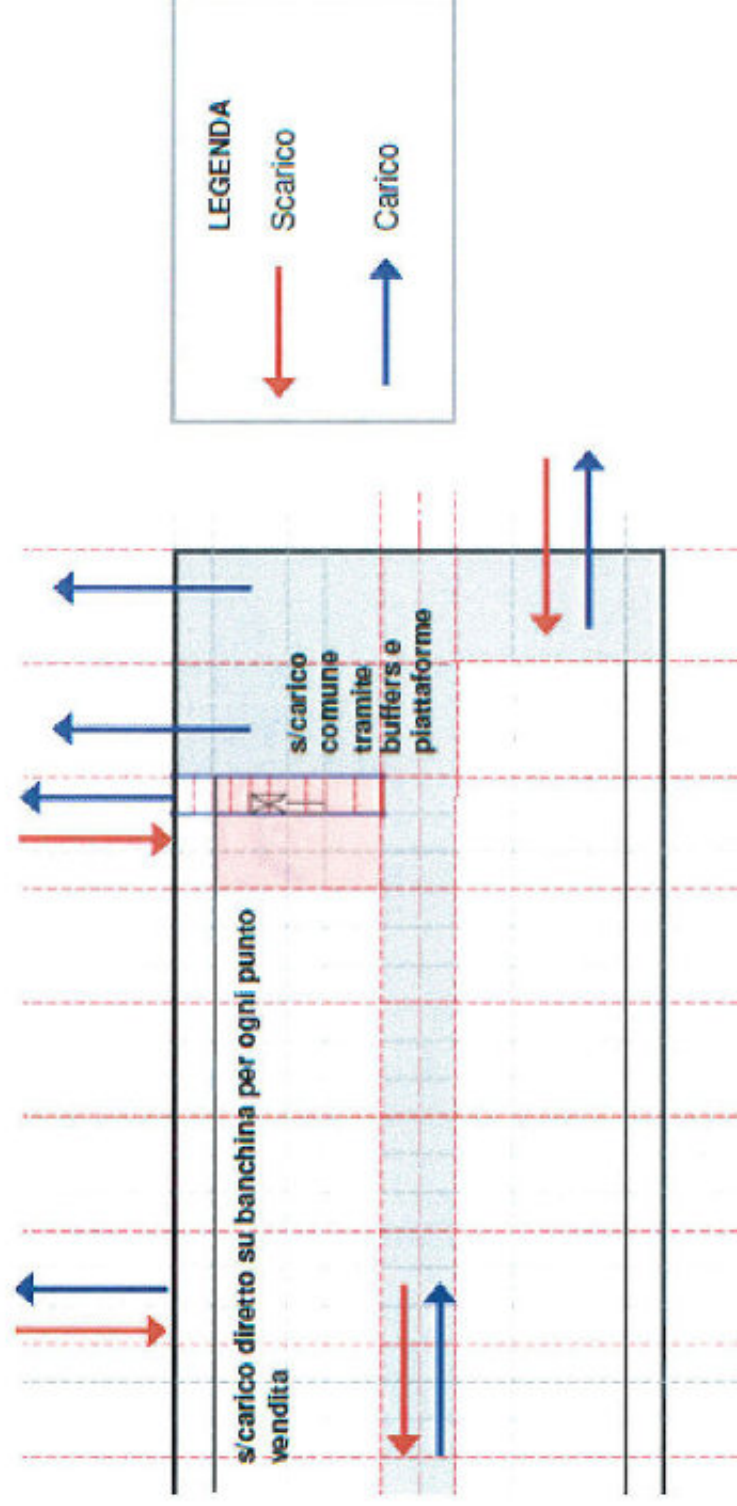 LEGENDA
Scarico
Carico
s/carico
comune
tramite
buffers e
piattaforme
s/carico diretto su banchina per ogni punto
vendita